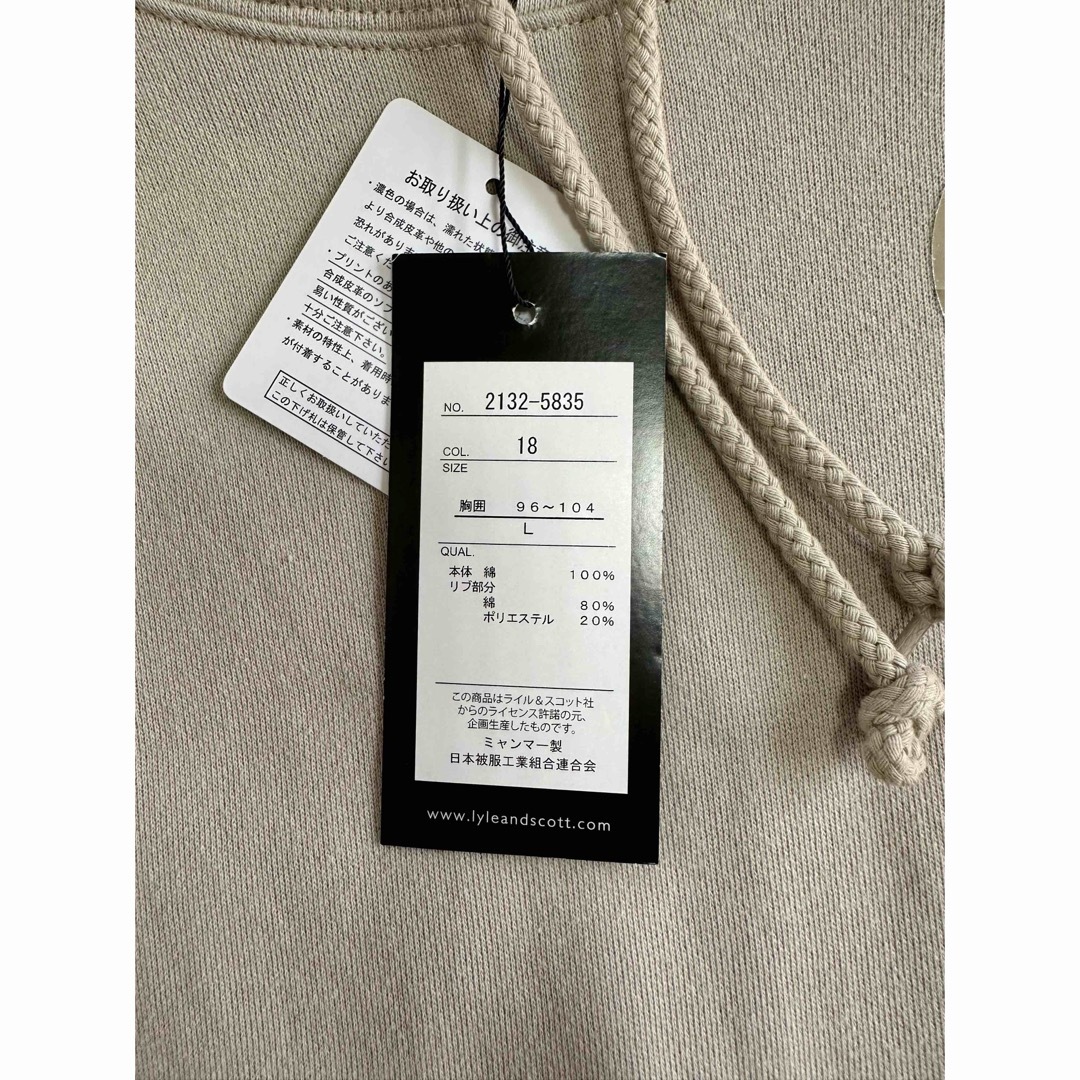 お取り扱い上の御注意
・濃色の場合は、濡れた状態
より合成皮革や他の
恐れがありま
ご注意くだ
プリントのあ
合成皮革のソフ
易い性質がござい
十分ご注意下さい。
・素材の特性上、着用時
が付着することがありま
正しくお取扱いしていただ
この下げ札は保管して下さい
NO. 2132-5835
COL. 18
SIZE
胸囲 96~104
L
QUAL.
本体 綿 100%
リブ部分
綿 80%
ポリエステル 20%
この商品はライル&スコット社
からのライセンス許諾の元、
企画生産したものです。
ミャンマー製
日本被服工業組合連合会
www.lyleandscott.com